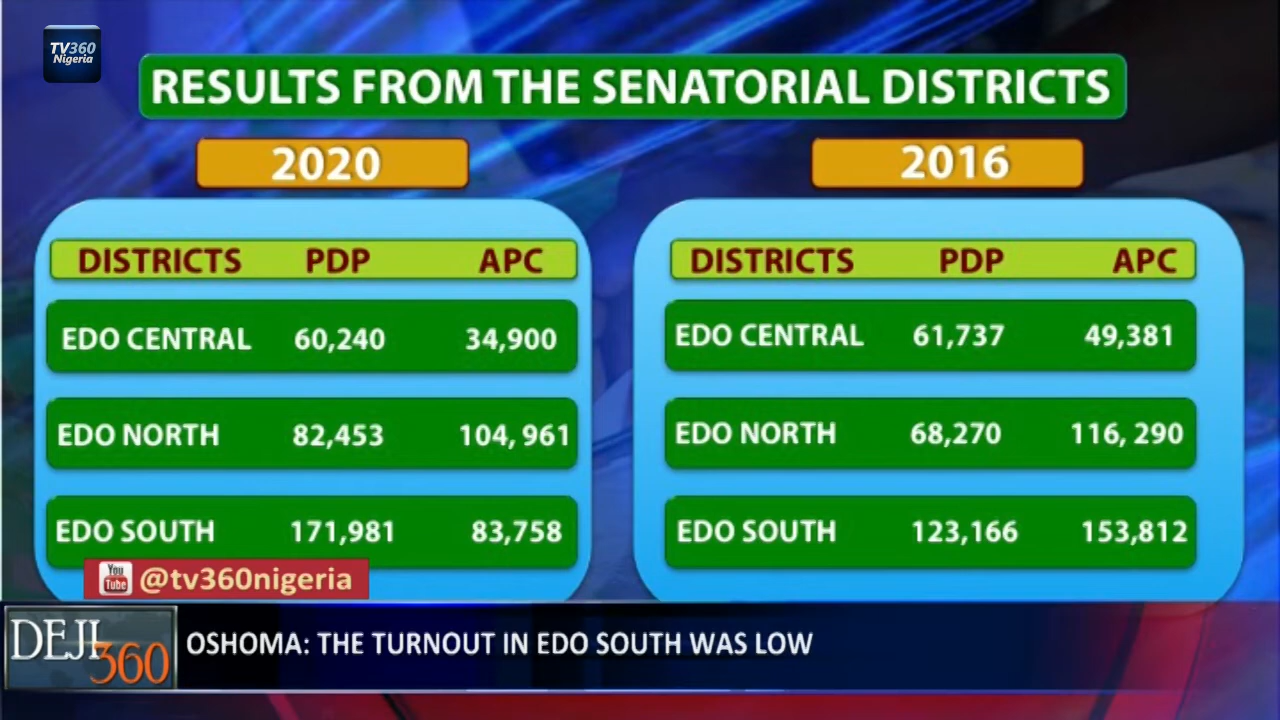 TV360
Nigeria
RESULTS FROM THE SENATORIAL DISTRICTS
2020
DISTRICTS PDP APC
EDO CENTRAL 60,240 34,900
EDO NORTH 82,453 104, 961
EDO SOUTH 171,981 83,758
2016
DISTRICTS PDP APC
EDO CENTRAL 61,737 49,381
EDO NORTH 68,270 116, 290
EDO SOUTH 123,166 153,812
You
Tube
@tv360nigeria
DEJI
360
OSHOMA: THE TURNOUT IN EDO SOUTH WAS LOW